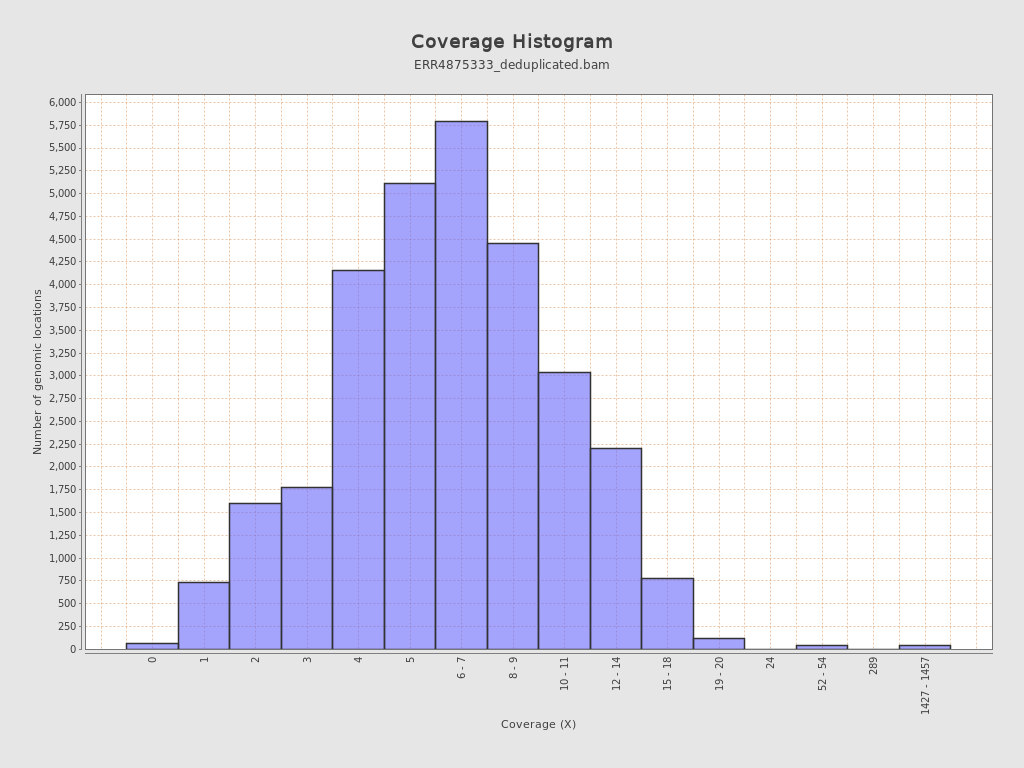 Coverage Histogram
ERR4875333_deduplicated.bam
6,000
5,750
5,500
5,250
5,000
4,750
4,500
4,250
4,000
3,750
3,500
3,250
3,000
2,750
2,500
2,250
2,000
1,750
1,500
1,250
1,000
750
500
250
0
Number of genomic locations
0
1
2
3
4
5
6 - 7
8 - 9
10 - 11
12 - 14
15 - 18
19 - 20
24
52 - 54
289
1427 - 1457
Coverage (X)